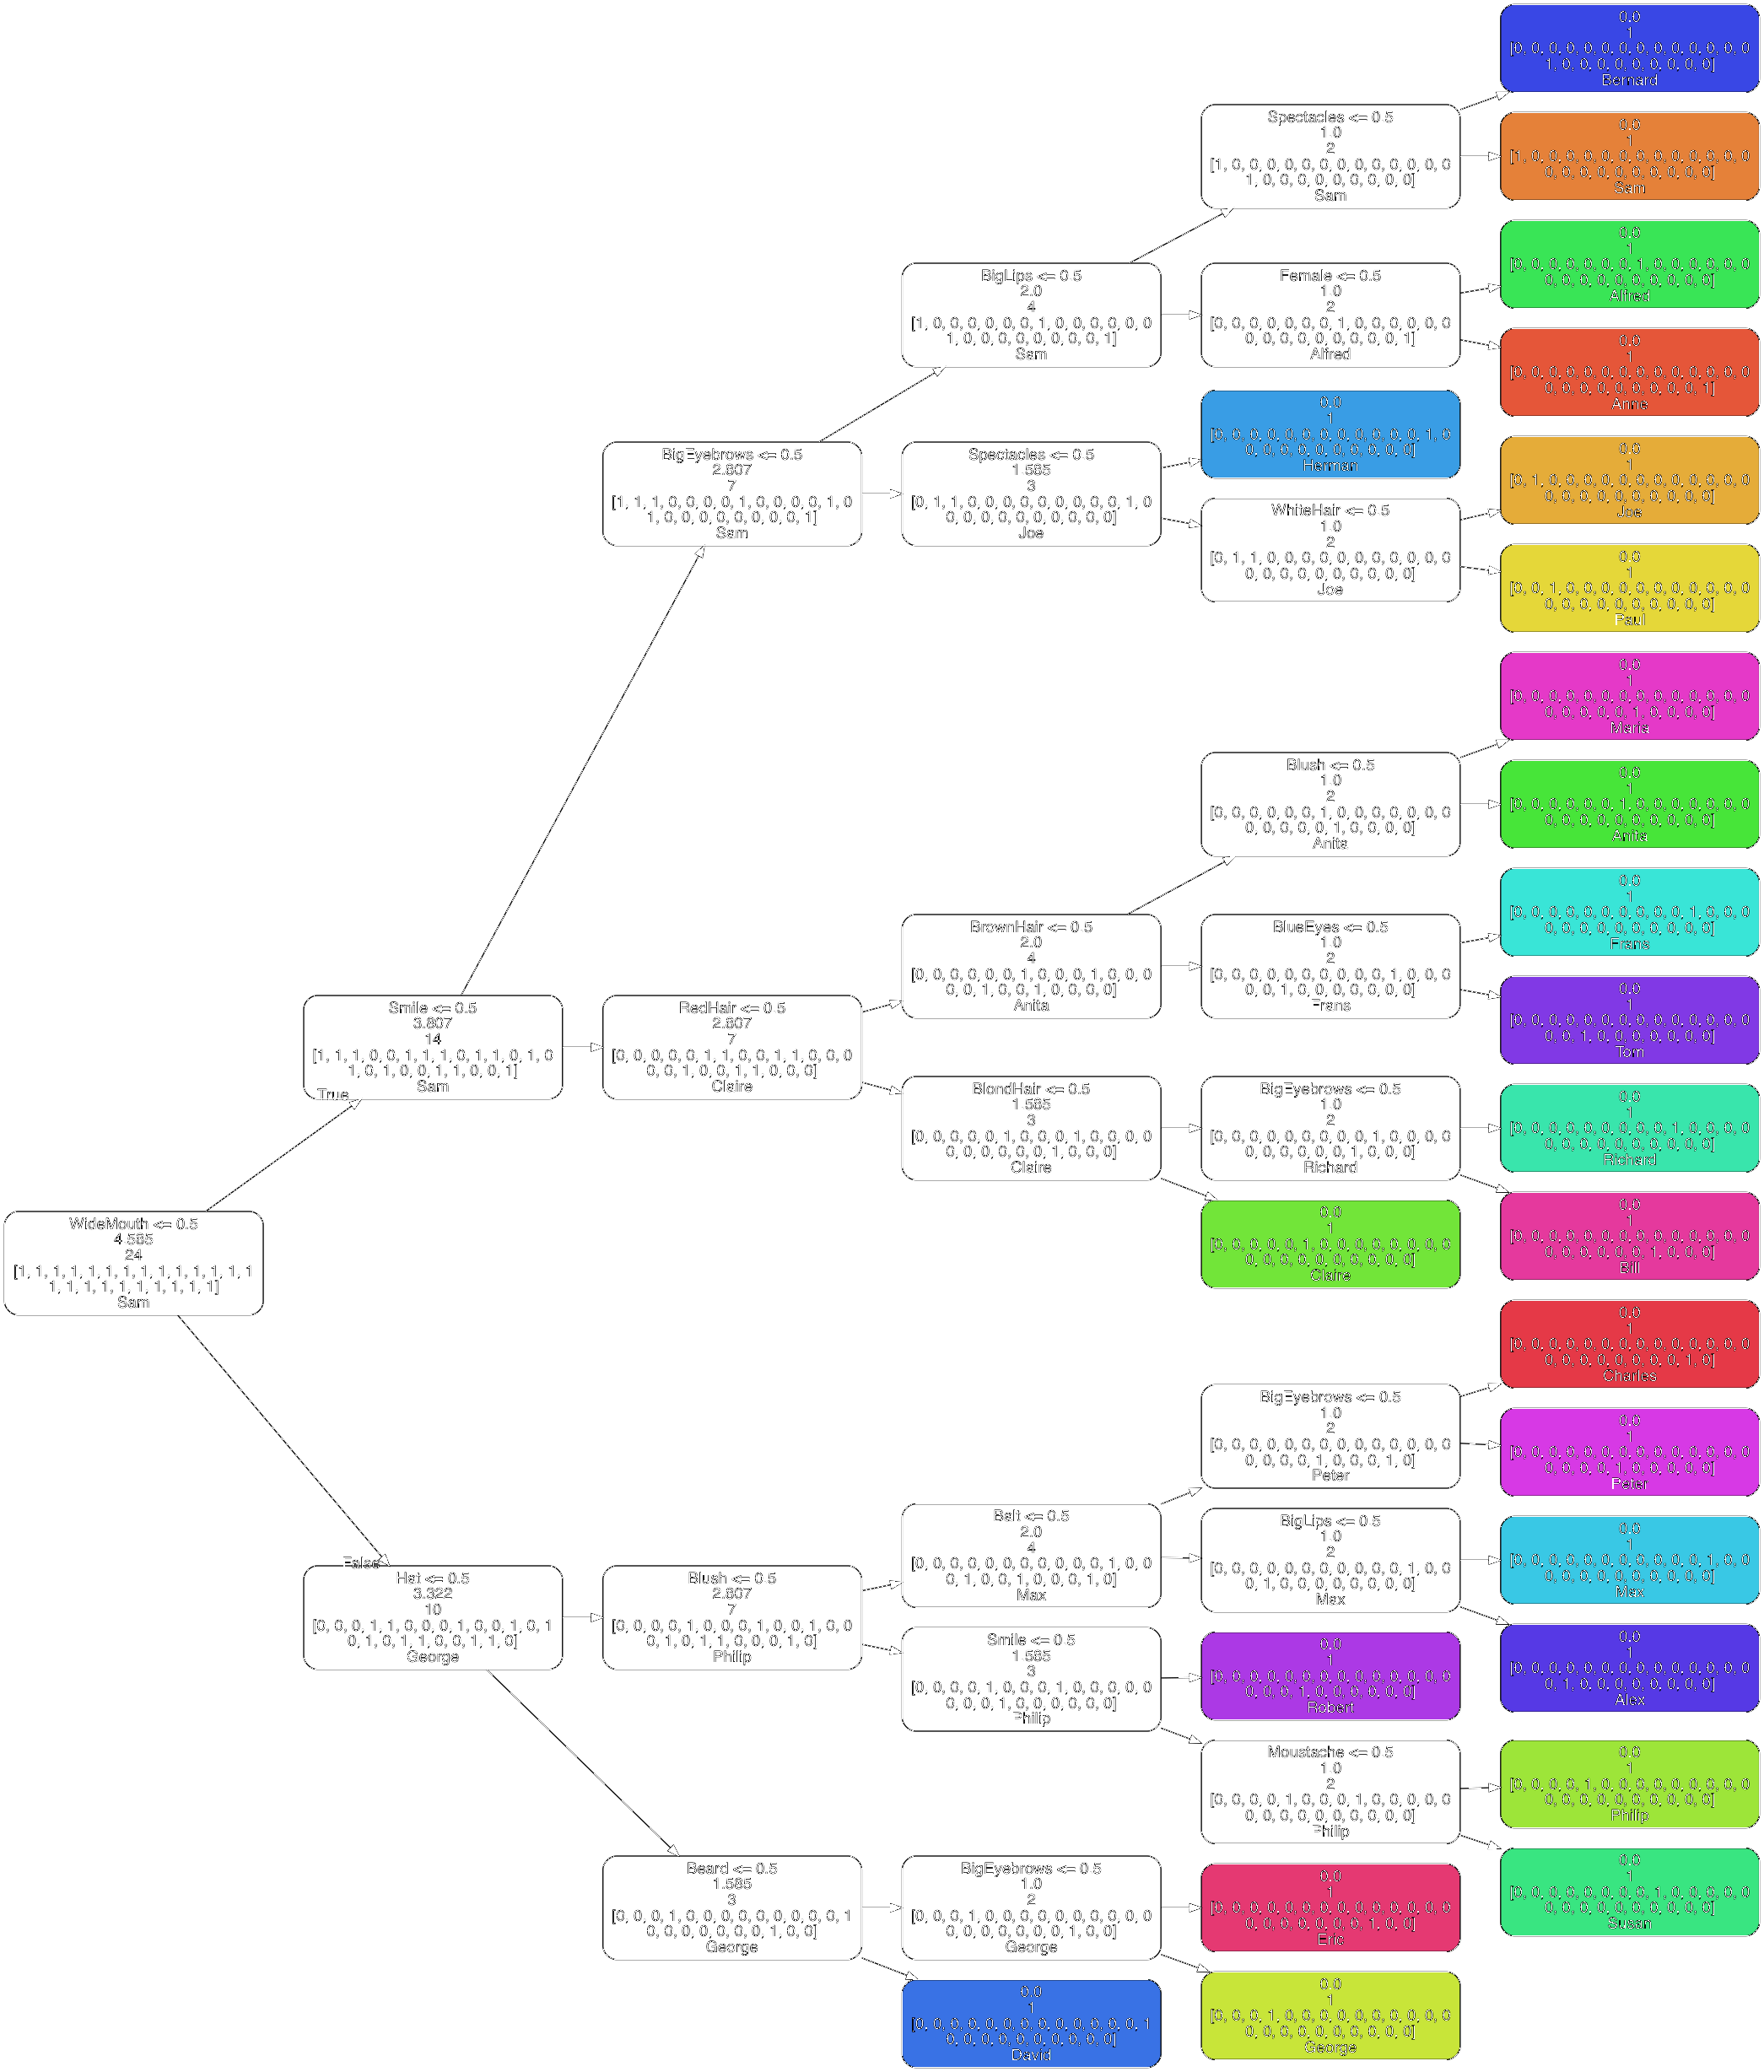 WideMouth <= 0.5
4.585
24
[1, 1, 1, 1, 1, 1, 1, 1, 1, 1, 1, 1, 1, 1
1, 1, 1, 1, 1, 1, 1, 1, 1, 1]
Sam
True
False
Smile <= 0.5
3.807
14
[1, 1, 1, 0, 0, 1, 1, 1, 0, 1, 1, 0, 1, 0
1, 0, 1, 0, 0, 1, 1, 0, 0, 1]
Sam
Hat <= 0.5
3.322
10
[0, 0, 0, 1, 1, 0, 0, 0, 1, 0, 0, 1, 0, 1
0, 1, 0, 1, 1, 0, 0, 1, 1, 0]
George
BigEyebrows <= 0.5
2.807
7
[1, 1, 1, 0, 0, 0, 0, 1, 0, 0, 0, 0, 1, 0
1, 0, 0, 0, 0, 0, 0, 0, 0, 1]
Sam
RedHair <= 0.5
2.807
7
[0, 0, 0, 0, 0, 1, 1, 0, 0, 1, 1, 0, 0, 0
0, 0, 1, 0, 0, 1, 1, 0, 0, 0]
Claire
Blush <= 0.5
2.807
7
[0, 0, 0, 0, 1, 0, 0, 0, 1, 0, 0, 1, 0, 0
0, 1, 0, 1, 1, 0, 0, 0, 1, 0]
Philip
Beard <= 0.5
1.585
3
[0, 0, 0, 1, 0, 0, 0, 0, 0, 0, 0, 0, 0, 1
0, 0, 0, 0, 0, 0, 0, 1, 0, 0]
George
BigLips <= 0.5
2.0
4
[1, 0, 0, 0, 0, 0, 0, 1, 0, 0, 0, 0, 0, 0
1, 0, 0, 0, 0, 0, 0, 0, 0, 1]
Sam
Spectacles <= 0.5
1.585
3
[0, 1, 1, 0, 0, 0, 0, 0, 0, 0, 0, 0, 1, 0
0, 0, 0, 0, 0, 0, 0, 0, 0, 0]
Joe
BrownHair <= 0.5
2.0
4
[0, 0, 0, 0, 0, 0, 1, 0, 0, 0, 1, 0, 0, 0
0, 0, 1, 0, 0, 1, 0, 0, 0, 0]
Anita
BlondHair <= 0.5
1.585
3
[0, 0, 0, 0, 0, 1, 0, 0, 0, 1, 0, 0, 0, 0
0, 0, 0, 0, 0, 0, 1, 0, 0, 0]
Claire
Balt <= 0.5
2.0
4
[0, 0, 0, 0, 0, 0, 0, 0, 0, 0, 0, 1, 0, 0
0, 1, 0, 0, 1, 0, 0, 0, 1, 0]
Max
Smile <= 0.5
1.585
3
[0, 0, 0, 0, 1, 0, 0, 0, 1, 0, 0, 0, 0, 0
0, 0, 0, 1, 0, 0, 0, 0, 0, 0]
Philip
BigEyebrows <= 0.5
1.0
2
[0, 0, 0, 1, 0, 0, 0, 0, 0, 0, 0, 0, 0, 0
0, 0, 0, 0, 0, 0, 0, 1, 0, 0]
George
0.0
1
[0, 0, 0, 0, 0, 0, 0, 0, 0, 0, 0, 0, 0, 1
0, 0, 0, 0, 0, 0, 0, 0, 0, 0]
David
Spectacles <= 0.5
1.0
2
[1, 0, 0, 0, 0, 0, 0, 0, 0, 0, 0, 0, 0, 0
1, 0, 0, 0, 0, 0, 0, 0, 0, 0]
Sam
Female <= 0.5
1.0
2
[0, 0, 0, 0, 0, 0, 0, 1, 0, 0, 0, 0, 0, 0
0, 0, 0, 0, 0, 0, 0, 0, 0, 1]
Alfred
0.0
1
[0, 0, 0, 0, 0, 0, 0, 0, 0, 0, 0, 0, 1, 0
0, 0, 0, 0, 0, 0, 0, 0, 0, 0]
Herman
WhiteHair <= 0.5
1.0
2
[0, 1, 1, 0, 0, 0, 0, 0, 0, 0, 0, 0, 0, 0
0, 0, 0, 0, 0, 0, 0, 0, 0, 0]
Joe
Blush <= 0.5
1.0
2
[0, 0, 0, 0, 0, 0, 1, 0, 0, 0, 0, 0, 0, 0
0, 0, 0, 0, 0, 1, 0, 0, 0, 0]
Anita
BlueEyes <= 0.5
1.0
2
[0, 0, 0, 0, 0, 0, 0, 0, 0, 0, 1, 0, 0, 0
0, 0, 1, 0, 0, 0, 0, 0, 0, 0]
Frans
BigEyebrows <= 0.5
1.0
2
[0, 0, 0, 0, 0, 0, 0, 0, 0, 1, 0, 0, 0, 0
0, 0, 0, 0, 0, 0, 1, 0, 0, 0]
Richard
0.0
1
[0, 0, 0, 0, 0, 1, 0, 0, 0, 0, 0, 0, 0, 0
0, 0, 0, 0, 0, 0, 0, 0, 0, 0]
Claire
BigEyebrows <= 0.5
1.0
2
[0, 0, 0, 0, 0, 0, 0, 0, 0, 0, 0, 0, 0, 0
0, 0, 0, 0, 1, 0, 0, 0, 1, 0]
Peter
BigLips <= 0.5
1.0
2
[0, 0, 0, 0, 0, 0, 0, 0, 0, 0, 0, 1, 0, 0
0, 1, 0, 0, 0, 0, 0, 0, 0, 0]
Max
0.0
1
[0, 0, 0, 0, 0, 0, 0, 0, 0, 0, 0, 0, 0, 0
0, 0, 0, 1, 0, 0, 0, 0, 0, 0]
Robert
Moustache <= 0.5
1.0
2
[0, 0, 0, 0, 1, 0, 0, 0, 1, 0, 0, 0, 0, 0
0, 0, 0, 0, 0, 0, 0, 0, 0, 0]
Philip
0.0
1
[0, 0, 0, 0, 0, 0, 0, 0, 0, 0, 0, 0, 0, 0
0, 0, 0, 0, 0, 0, 0, 1, 0, 0]
Eric
0.0
1
[0, 0, 0, 1, 0, 0, 0, 0, 0, 0, 0, 0, 0, 0
0, 0, 0, 0, 0, 0, 0, 0, 0, 0]
George
0.0
1
[0, 0, 0, 0, 0, 0, 0, 0, 0, 0, 0, 0, 0, 0
1, 0, 0, 0, 0, 0, 0, 0, 0, 0]
Bernard
0.0
1
[1, 0, 0, 0, 0, 0, 0, 0, 0, 0, 0, 0, 0, 0
0, 0, 0, 0, 0, 0, 0, 0, 0, 0]
Sam
0.0
1
[0, 0, 0, 0, 0, 0, 0, 1, 0, 0, 0, 0, 0, 0
0, 0, 0, 0, 0, 0, 0, 0, 0, 0]
Alfred
0.0
1
[0, 0, 0, 0, 0, 0, 0, 0, 0, 0, 0, 0, 0, 0
0, 0, 0, 0, 0, 0, 0, 0, 0, 1]
Anne
0.0
1
[0, 1, 0, 0, 0, 0, 0, 0, 0, 0, 0, 0, 0, 0
0, 0, 0, 0, 0, 0, 0, 0, 0, 0]
Joe
0.0
1
[0, 0, 1, 0, 0, 0, 0, 0, 0, 0, 0, 0, 0, 0
0, 0, 0, 0, 0, 0, 0, 0, 0, 0]
Paul
0.0
1
[0, 0, 0, 0, 0, 0, 0, 0, 0, 0, 0, 0, 0, 0
0, 0, 0, 0, 0, 1, 0, 0, 0, 0]
Maria
0.0
1
[0, 0, 0, 0, 0, 0, 1, 0, 0, 0, 0, 0, 0, 0
0, 0, 0, 0, 0, 0, 0, 0, 0, 0]
Anita
0.0
1
[0, 0, 0, 0, 0, 0, 0, 0, 0, 0, 1, 0, 0, 0
0, 0, 0, 0, 0, 0, 0, 0, 0, 0]
Frans
0.0
1
[0, 0, 0, 0, 0, 0, 0, 0, 0, 0, 0, 0, 0, 0
0, 0, 1, 0, 0, 0, 0, 0, 0, 0]
Tom
0.0
1
[0, 0, 0, 0, 0, 0, 0, 0, 0, 1, 0, 0, 0, 0
0, 0, 0, 0, 0, 0, 0, 0, 0, 0]
Richard
0.0
1
[0, 0, 0, 0, 0, 0, 0, 0, 0, 0, 0, 0, 0, 0
0, 0, 0, 0, 0, 0, 1, 0, 0, 0]
Bill
0.0
1
[0, 0, 0, 0, 0, 0, 0, 0, 0, 0, 0, 0, 0, 0
0, 0, 0, 0, 0, 0, 0, 0, 1, 0]
Charles
0.0
1
[0, 0, 0, 0, 0, 0, 0, 0, 0, 0, 0, 0, 0, 0
0, 0, 0, 0, 1, 0, 0, 0, 0, 0]
Peter
0.0
1
[0, 0, 0, 0, 0, 0, 0, 0, 0, 0, 0, 1, 0, 0
0, 0, 0, 0, 0, 0, 0, 0, 0, 0]
Max
0.0
1
[0, 0, 0, 0, 0, 0, 0, 0, 0, 0, 0, 0, 0, 0
0, 1, 0, 0, 0, 0, 0, 0, 0, 0]
Alex
0.0
1
[0, 0, 0, 0, 1, 0, 0, 0, 0, 0, 0, 0, 0, 0
0, 0, 0, 0, 0, 0, 0, 0, 0, 0]
Philip
0.0
1
[0, 0, 0, 0, 0, 0, 0, 0, 1, 0, 0, 0, 0, 0
0, 0, 0, 0, 0, 0, 0, 0, 0, 0]
Susan